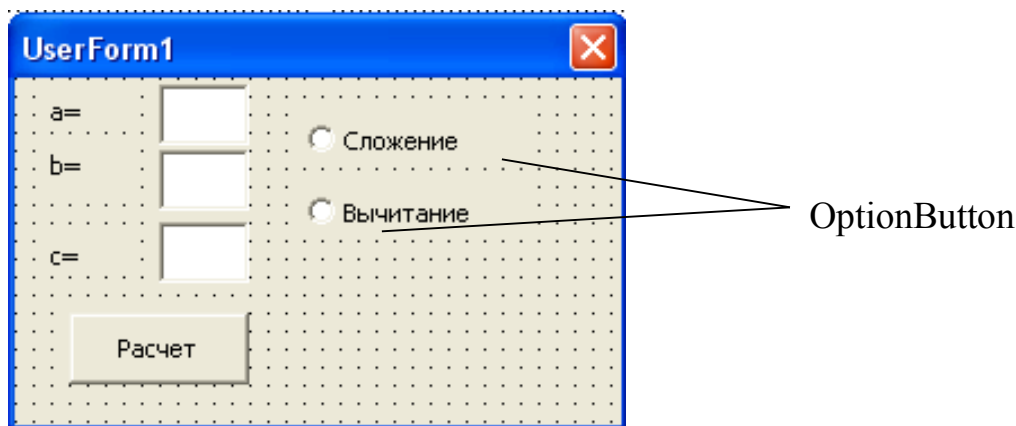 UserForm1
a=
Сложение
b=
Вычитание
OptionButton
c=
Расчет